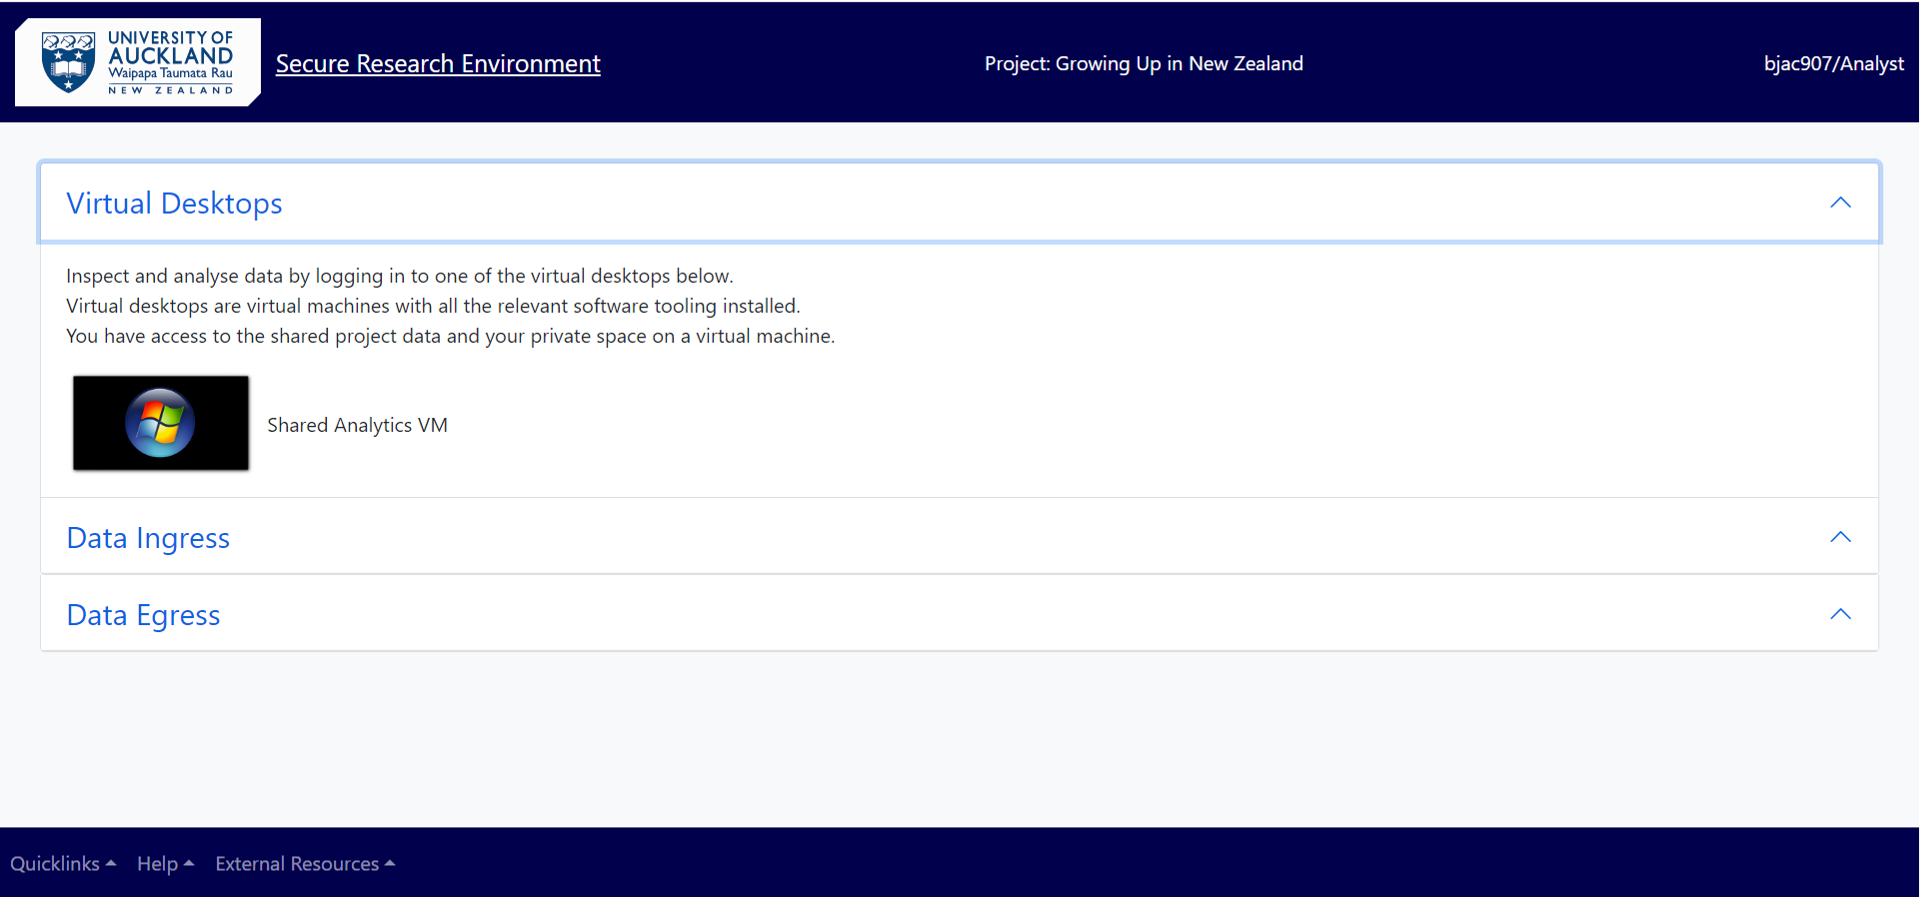 UNIVERSITY OF
AUCKLAND
Waipapa Taumata Rau
NEW ZEALAND
Secure Research Environment
Project: Growing Up in New Zealand
bjac907/Analyst
Virtual Desktops
Inspect and analyse data by logging in to one of the virtual desktops below.
Virtual desktops are virtual machines with all the relevant software tooling installed.
You have access to the shared project data and your private space on a virtual machine.
Shared Analytics VM
Data Ingress
Data Egress
Quicklinks Help External Resources